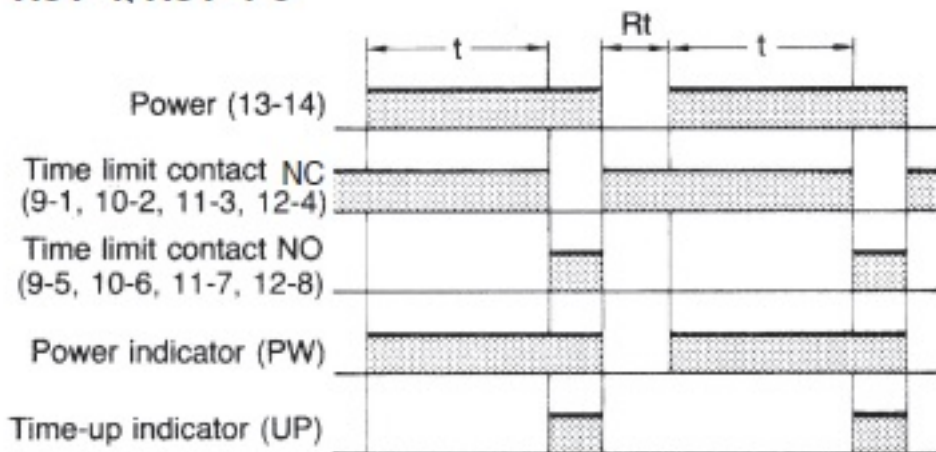 Rt
t
t
Power (13-14)
Time limit contact NC
(9-1, 10-2, 11-3, 12-4)
Time limit contact NO
(9-5, 10-6, 11-7, 12-8)
Power indicator (PW)
Time-up indicator (UP)